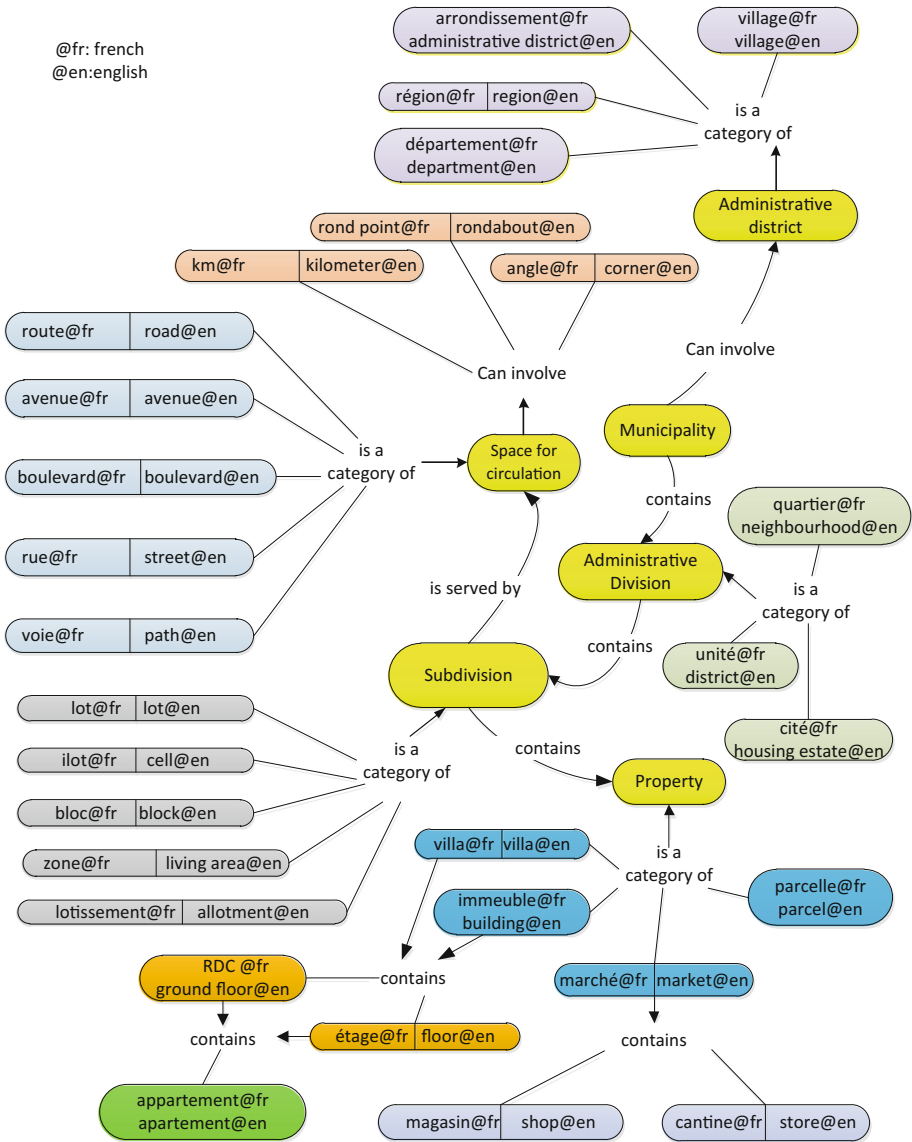 @fr: french
@en:english
arrondissement@fr
administrative district@en
village@fr
village@en
région@fr region@en
is a
category of
département@fr
department@en
Administrative
district
rond point@fr rondabout@en
km@fr kilometer@en
angle@fr corner@en
route@fr road@en
Can involve
Can involve
avenue@fr avenue@en
Municipality
is a
category of
Space for
circulation
boulevard@fr boulevard@en
contains
quartier@fr
neighbourhood@en
rue@fr street@en
Administrative
Division
is served by
is a
category of
voie@fr path@en
contains
unité@fr
district@en
Subdivision
lot@fr lot@en
cité@fr
housing estate@en
is a
category of
contains
ilot@fr cell@en
Property
bloc@fr block@en
villa@fr villa@en
is a
category of
zone@fr living area@en
parcelle@fr
parcel@en
immeuble@fr
building@en
lotissement@fr allotment@en
RDC @fr
ground floor@en
contains
marché@fr market@en
contains
étage@fr floor@en
contains
appartement@fr
apartement@en
magasin@fr shop@en
cantine@fr store@en